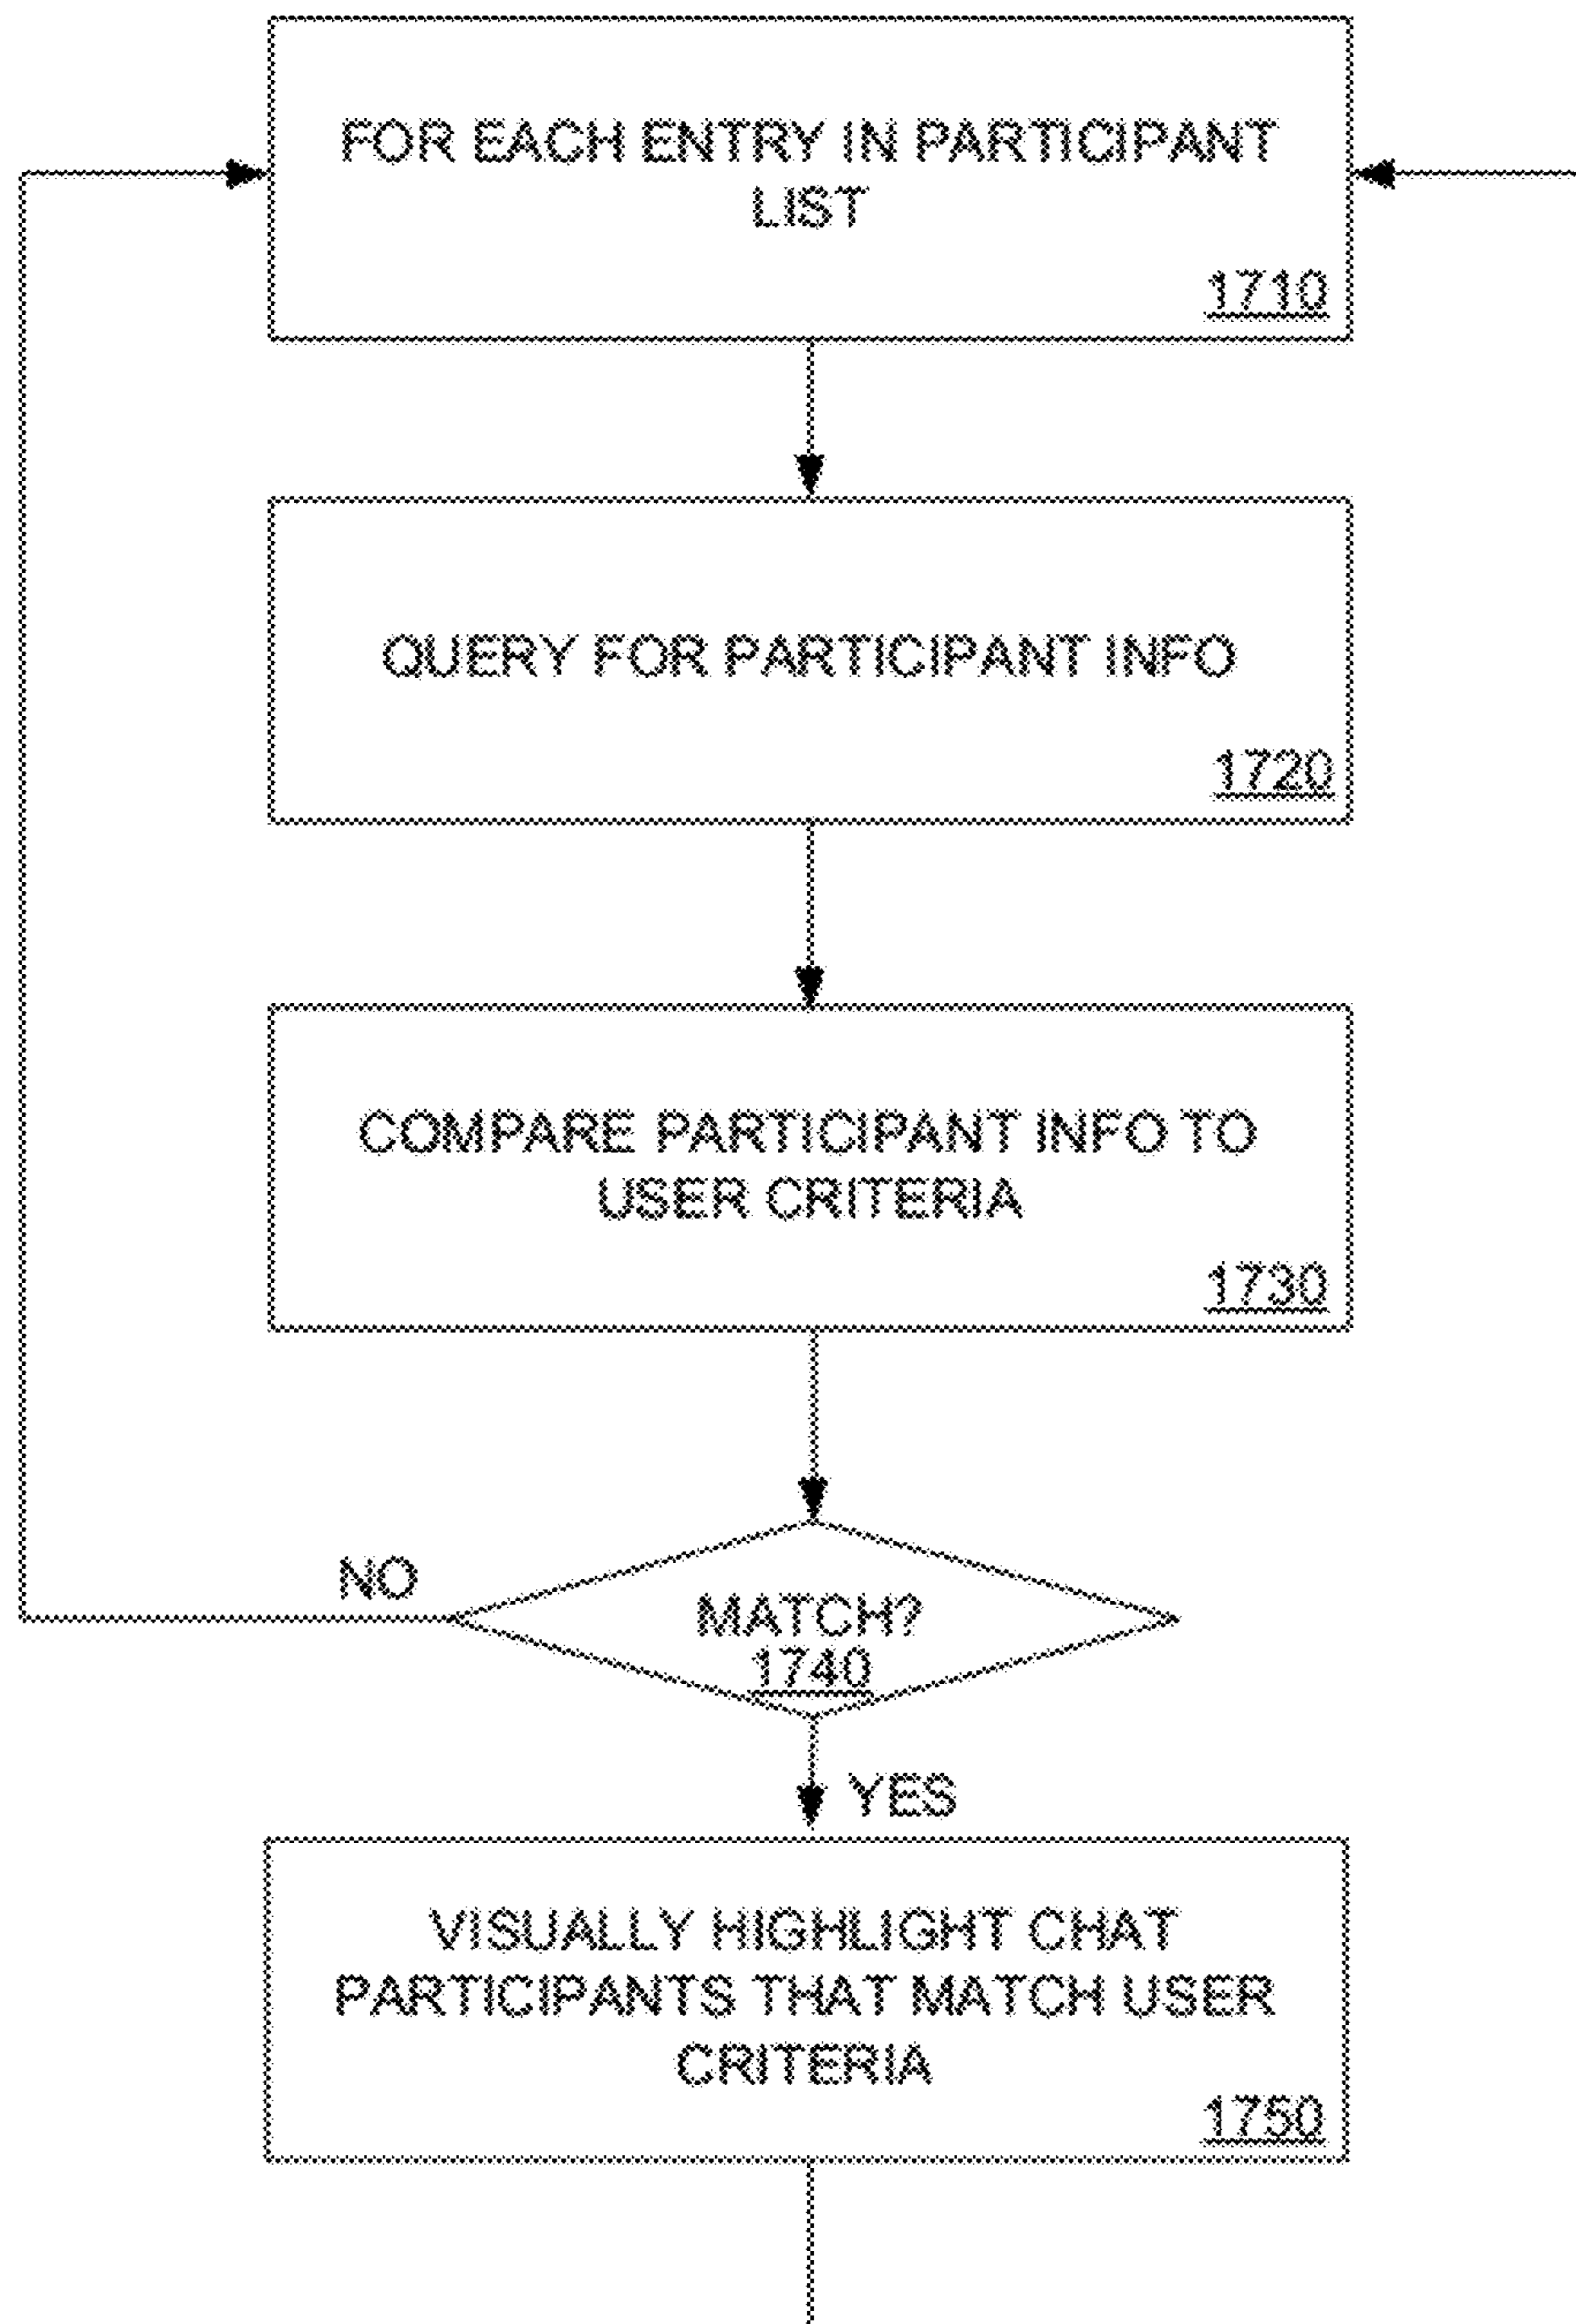 FOR EACH ENTRY IN PARTICIPANT
LIST
1710
QUERY FOR PARTICIPANT INFO
1720
COMPARE PARTICIPANT INFO TO
USER CRITERIA
1730
NO
MATCH?
1740
YES
VISUALLY HIGHLIGHT CHAT
PARTICIPANTS THAT MATCH USER
CRITERIA
1750